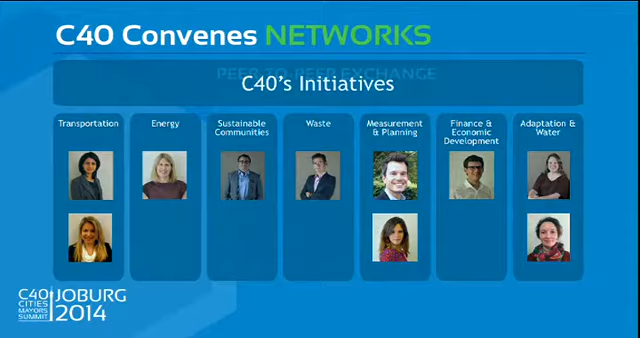 C40 Convenes NETWORKS
PEER-TO-PEER EXCHANGE
C40's Initiatives
Transportation
Energy
Sustainable
Communities
Waste
Measurement
& Planning
Finance &
Economic
Development
Adaptation &
Water
C40
CITIES
MAYORS
SUMMIT
JOBURG
2014